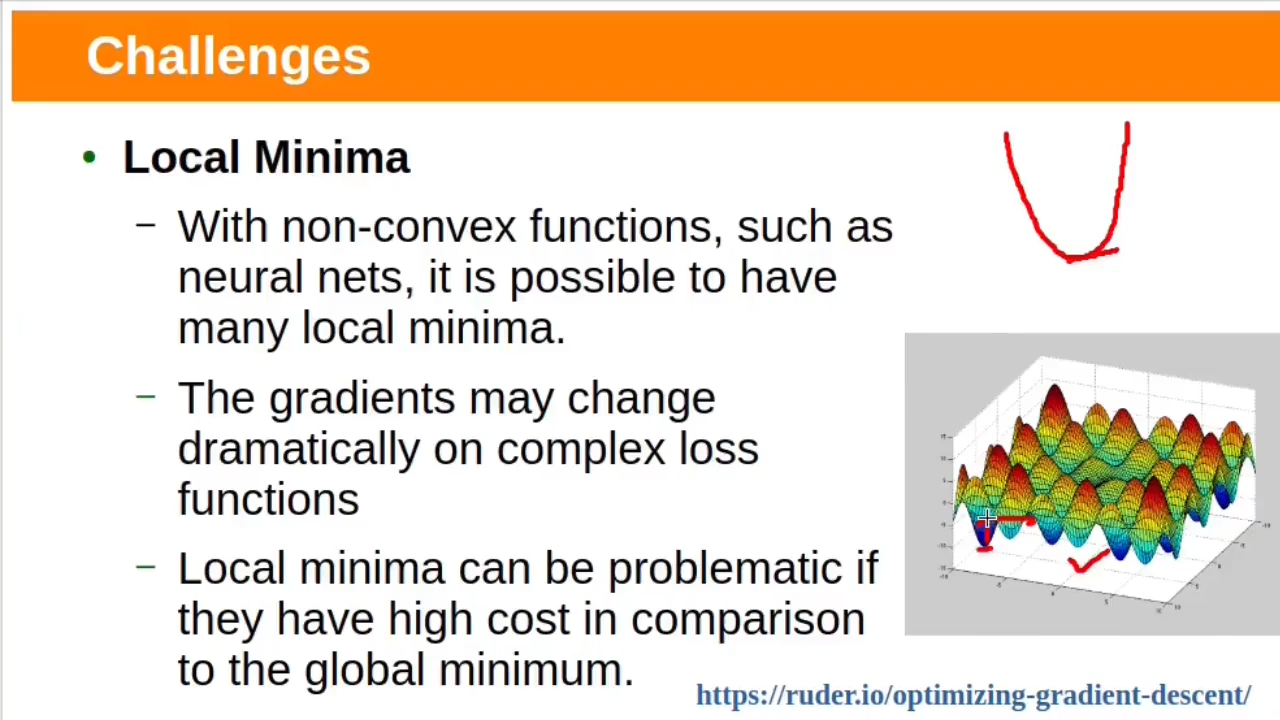 Challenges
• Local Minima
– With non-convex functions, such as
neural nets, it is possible to have
many local minima.
– The gradients may change
dramatically on complex loss
functions
– Local minima can be problematic if
they have high cost in comparison
to the global minimum.
https://ruder.io/optimizing-gradient-descent/